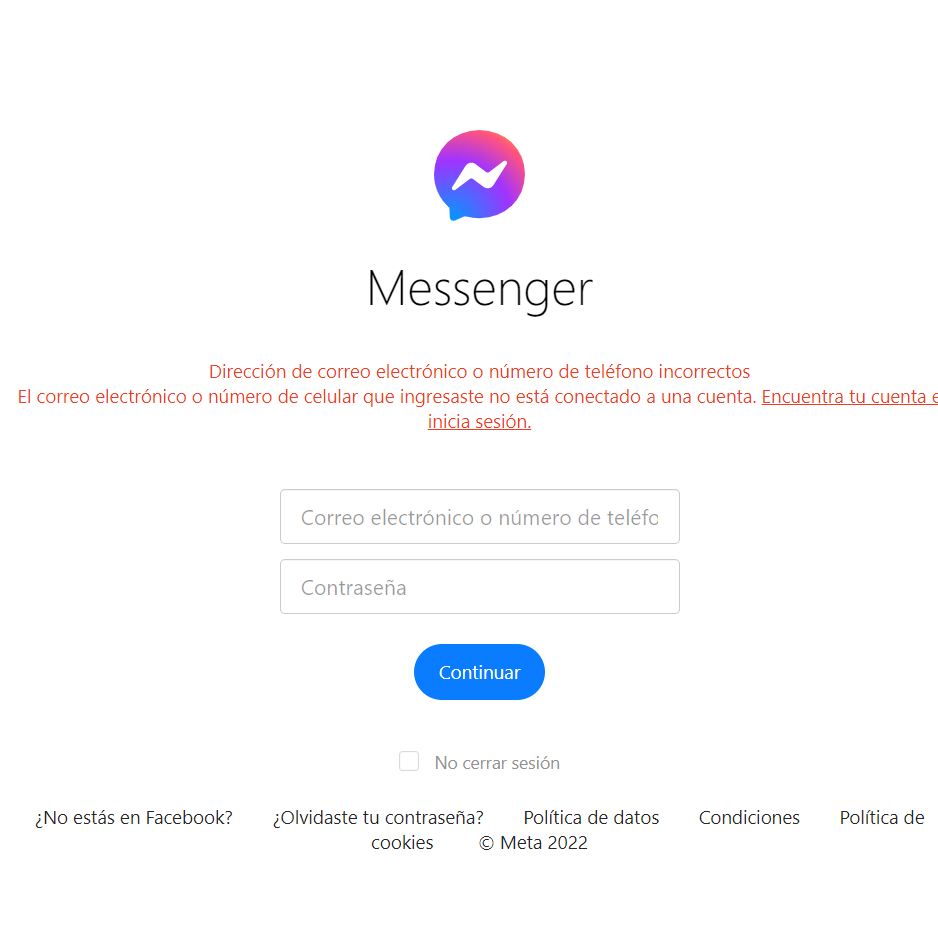 Messenger
Dirección de correo electrónico o número de teléfono incorrectos
El correo electrónico o número de celular que ingresaste no está conectado a una cuenta. Encuentra tu cuenta e
inicia sesión.
Correo electrónico o número de teléfo
Contraseña
Continuar
No cerrar sesión
¿No estás en Facebook? ¿Olvidaste tu contraseña? Política de datos Condiciones Política de
cookies © Meta 2022